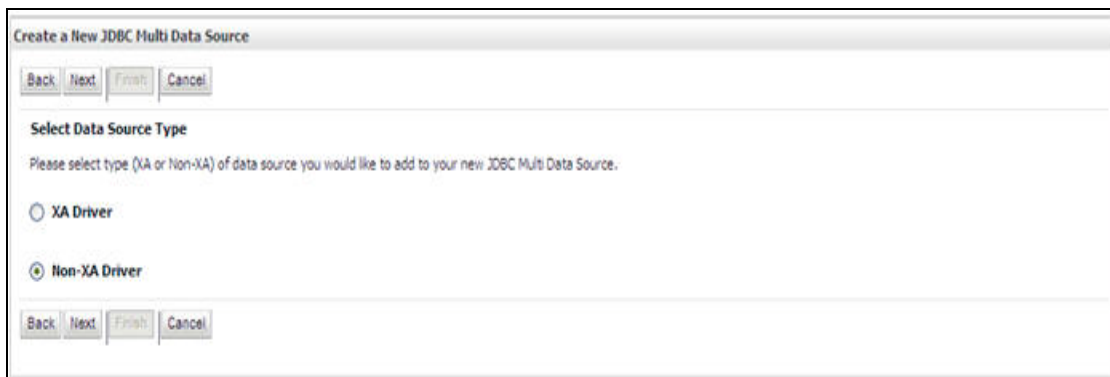 Create a New JDBC Multi Data Source
Back Next Finish Cancel
Select Data Source Type
Please select type (XA or Non-XA) of data source you would like to add to your new JDBC Multi Data Source.
XA Driver
Non-XA Driver
Back Next Finish Cancel